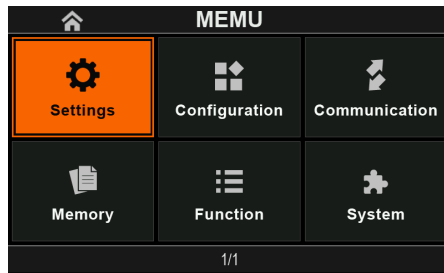 MEMU
Settings
Configuration
Communication
Memory
Function
System
1/1